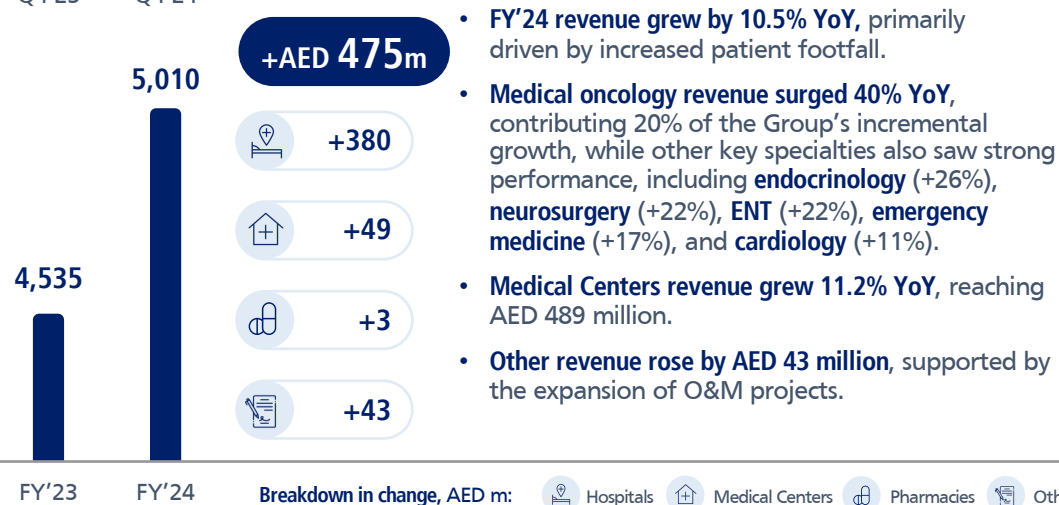 +AED 475m
5,010
4,535
+380
+49
+3
+43
• FY’24 revenue grew by 10.5% YoY, primarily
driven by increased patient footfall.
• Medical oncology revenue surged 40% YoY,
contributing 20% of the Group’s incremental
growth, while other key specialties also saw strong
performance, including endocrinology (+26%),
neurosurgery (+22%), ENT (+22%), emergency
medicine (+17%), and cardiology (+11%).
• Medical Centers revenue grew 11.2% YoY, reaching
AED 489 million.
• Other revenue rose by AED 43 million, supported by
the expansion of O&M projects.
FY’23 FY’24
Breakdown in change, AED m: Hospitals Medical Centers Pharmacies Oth